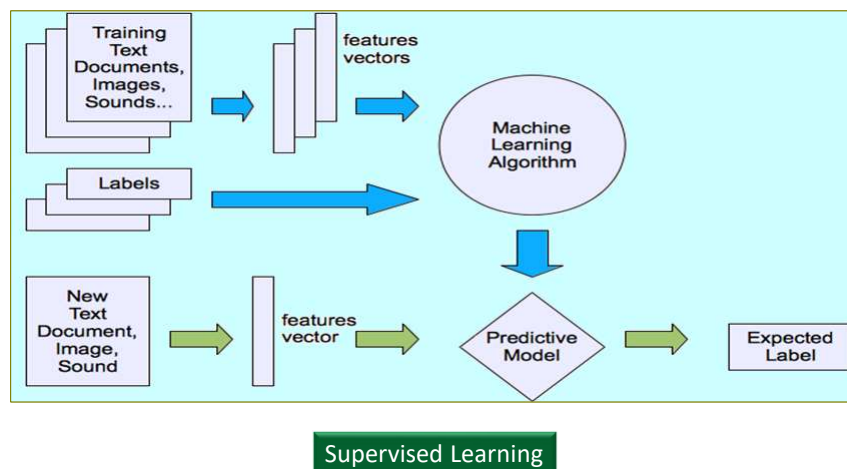 Training
Text
Documents,
Images,
Sounds...
features
vectors
Machine
Learning
Algorithm
Labels
New
Text
Document,
Image,
Sound
features
vector
Predictive
Model
Expected
Label
Supervised Learning